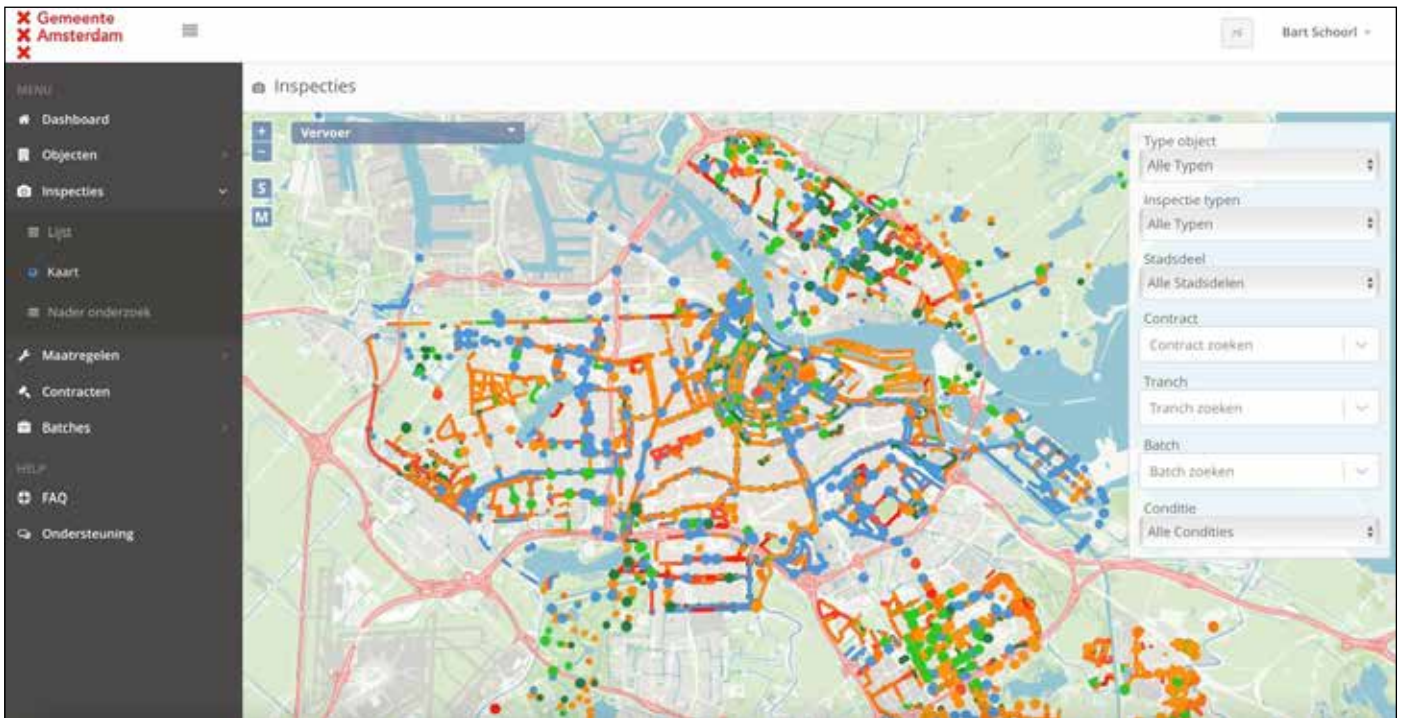 Gemeente
Amsterdam
Bart Schoorl
MENU
Dashboard
Objecten
Inspecties
Lijst
Kaart
Nader onderzoek
Maatregelen
Contracten
Batches
HELP
FAQ
Ondersteuning
Inspecties
+
−
Vervoer
S
M
Type object
Alle Typen
Inspectie typen
Alle Typen
Stadsdeel
Alle Stadsdelen
Contract
Contract zoeken
Tranch
Tranch zoeken
Batch
Batch zoeken
Conditie
Alle Condities